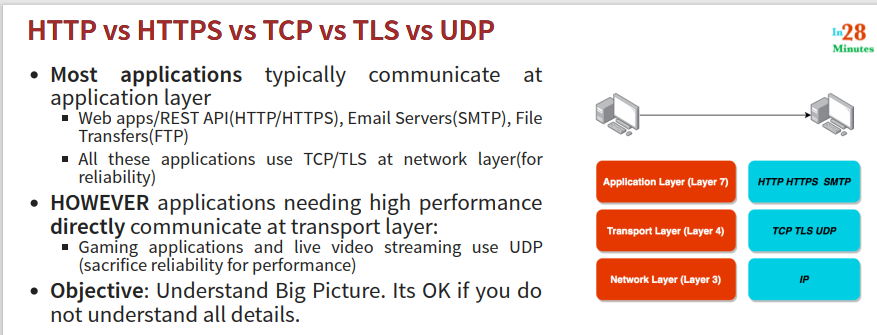 HTTP vs HTTPS vs TCP vs TLS vs UDP
In28
Minutes
• Most applications typically communicate at
application layer
▪ Web apps/REST API(HTTP/HTTPS), Email Servers(SMTP), File
Transfers(FTP)
▪ All these applications use TCP/TLS at network layer(for
reliability)
• HOWEVER applications needing high performance
directly communicate at transport layer:
▪ Gaming applications and live video streaming use UDP
(sacrifice reliability for performance)
• Objective: Understand Big Picture. Its OK if you do
not understand all details.
Application Layer (Layer 7)
HTTP HTTPS SMTP
Transport Layer (Layer 4)
TCP TLS UDP
Network Layer (Layer 3)
IP